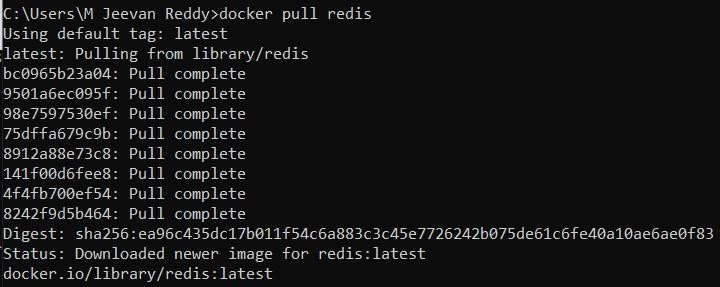 C:\Users\M Jeevan Reddy>docker pull redis
Using default tag: latest
latest: Pulling from library/redis
bc0965b23a04: Pull complete
9501a6ec095f: Pull complete
98e7597530ef: Pull complete
75dffa679c9b: Pull complete
8912a88e73c8: Pull complete
141f00d6fee8: Pull complete
4f4fb700ef54: Pull complete
8242f9d5b464: Pull complete
Digest: sha256:ea96c435dc17b011f54c6a883c3c45e7726242b075de61c6fe40a10ae6ae0f83
Status: Downloaded newer image for redis:latest
docker.io/library/redis:latest